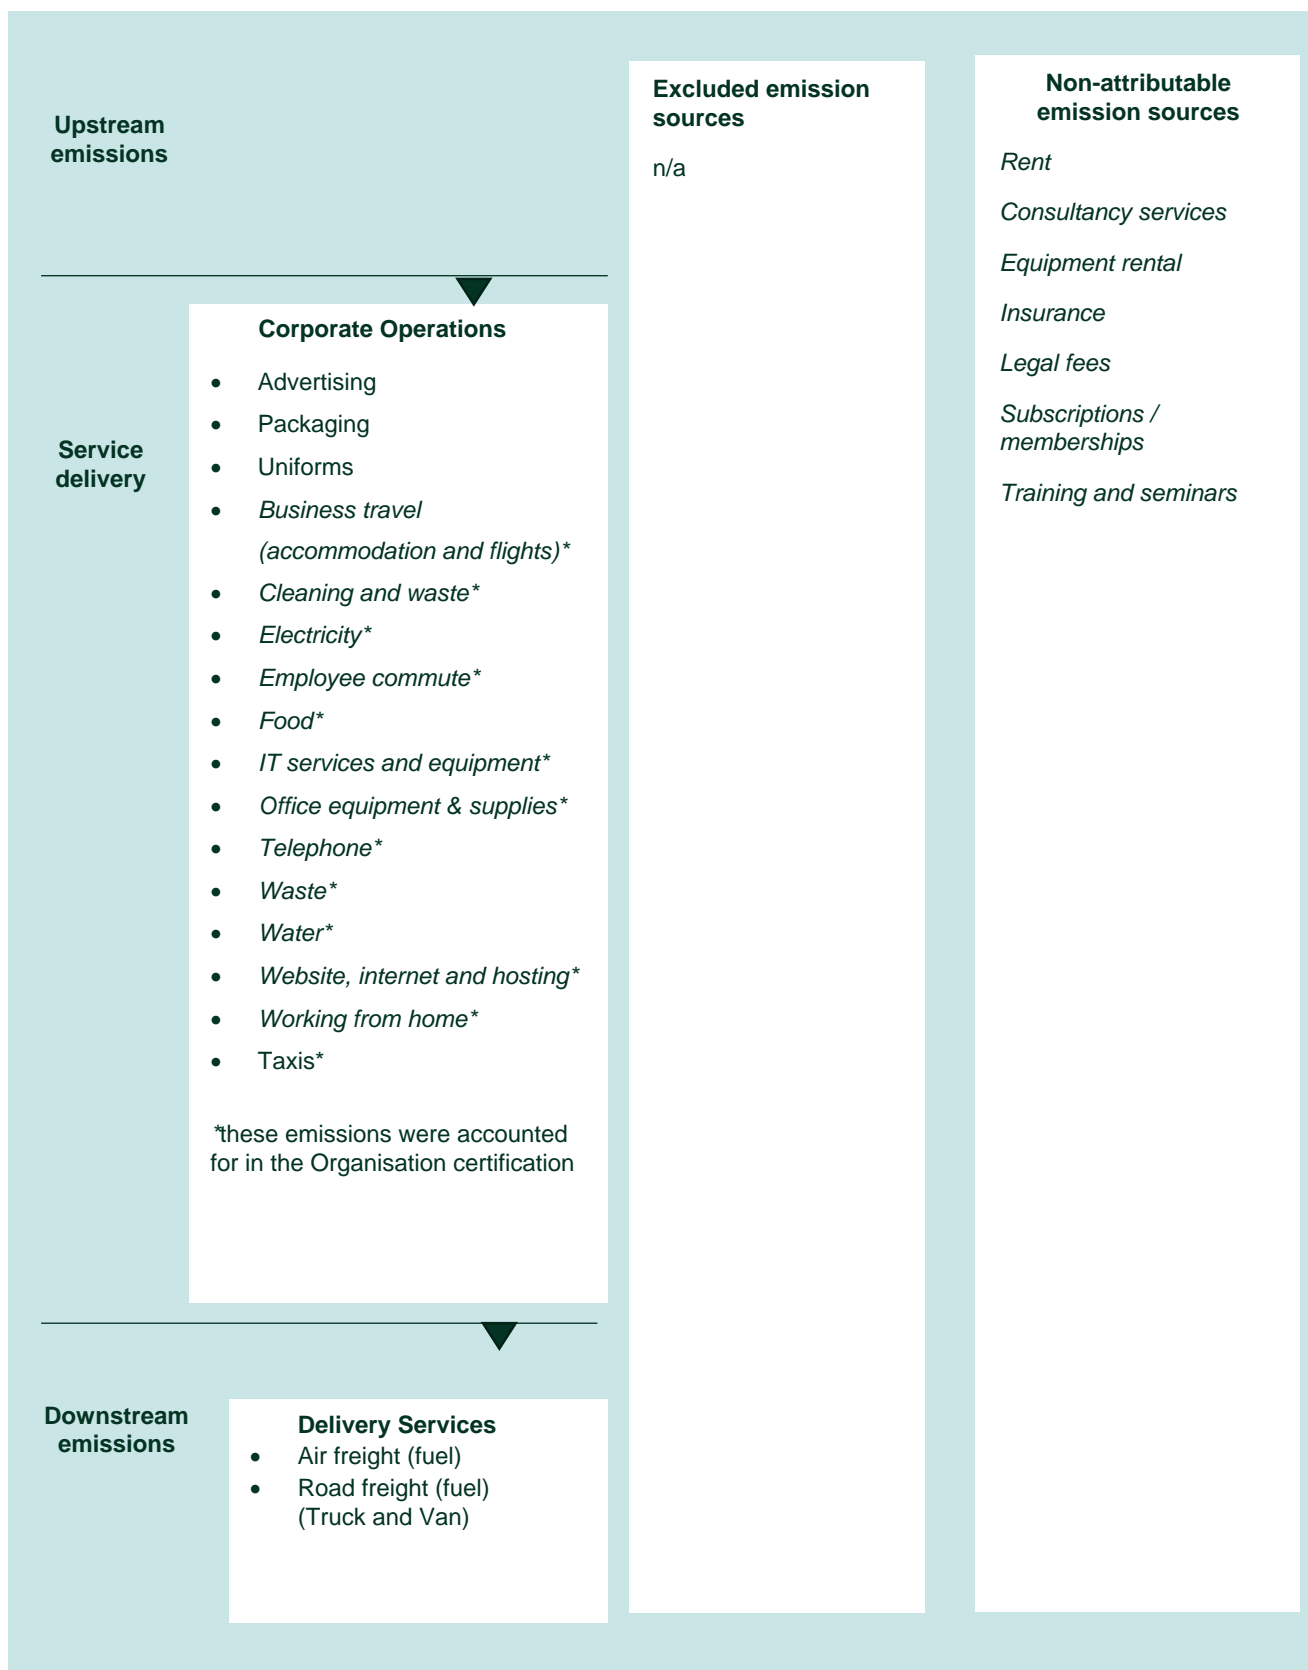 Upstream
emissions
Service
delivery
Corporate Operations
• Advertising
• Packaging
• Uniforms
• Business travel
(accommodation and flights)*
• Cleaning and waste*
• Electricity*
• Employee commute*
• Food*
• IT services and equipment*
• Office equipment & supplies*
• Telephone*
• Waste*
• Water*
• Website, internet and hosting*
• Working from home*
• Taxis*
*these emissions were accounted
for in the Organisation certification
Downstream
emissions
Delivery Services
• Air freight (fuel)
• Road freight (fuel)
(Truck and Van)
Excluded emission
sources
n/a
Non-attributable
emission sources
Rent
Consultancy services
Equipment rental
Insurance
Legal fees
Subscriptions /
memberships
Training and seminars